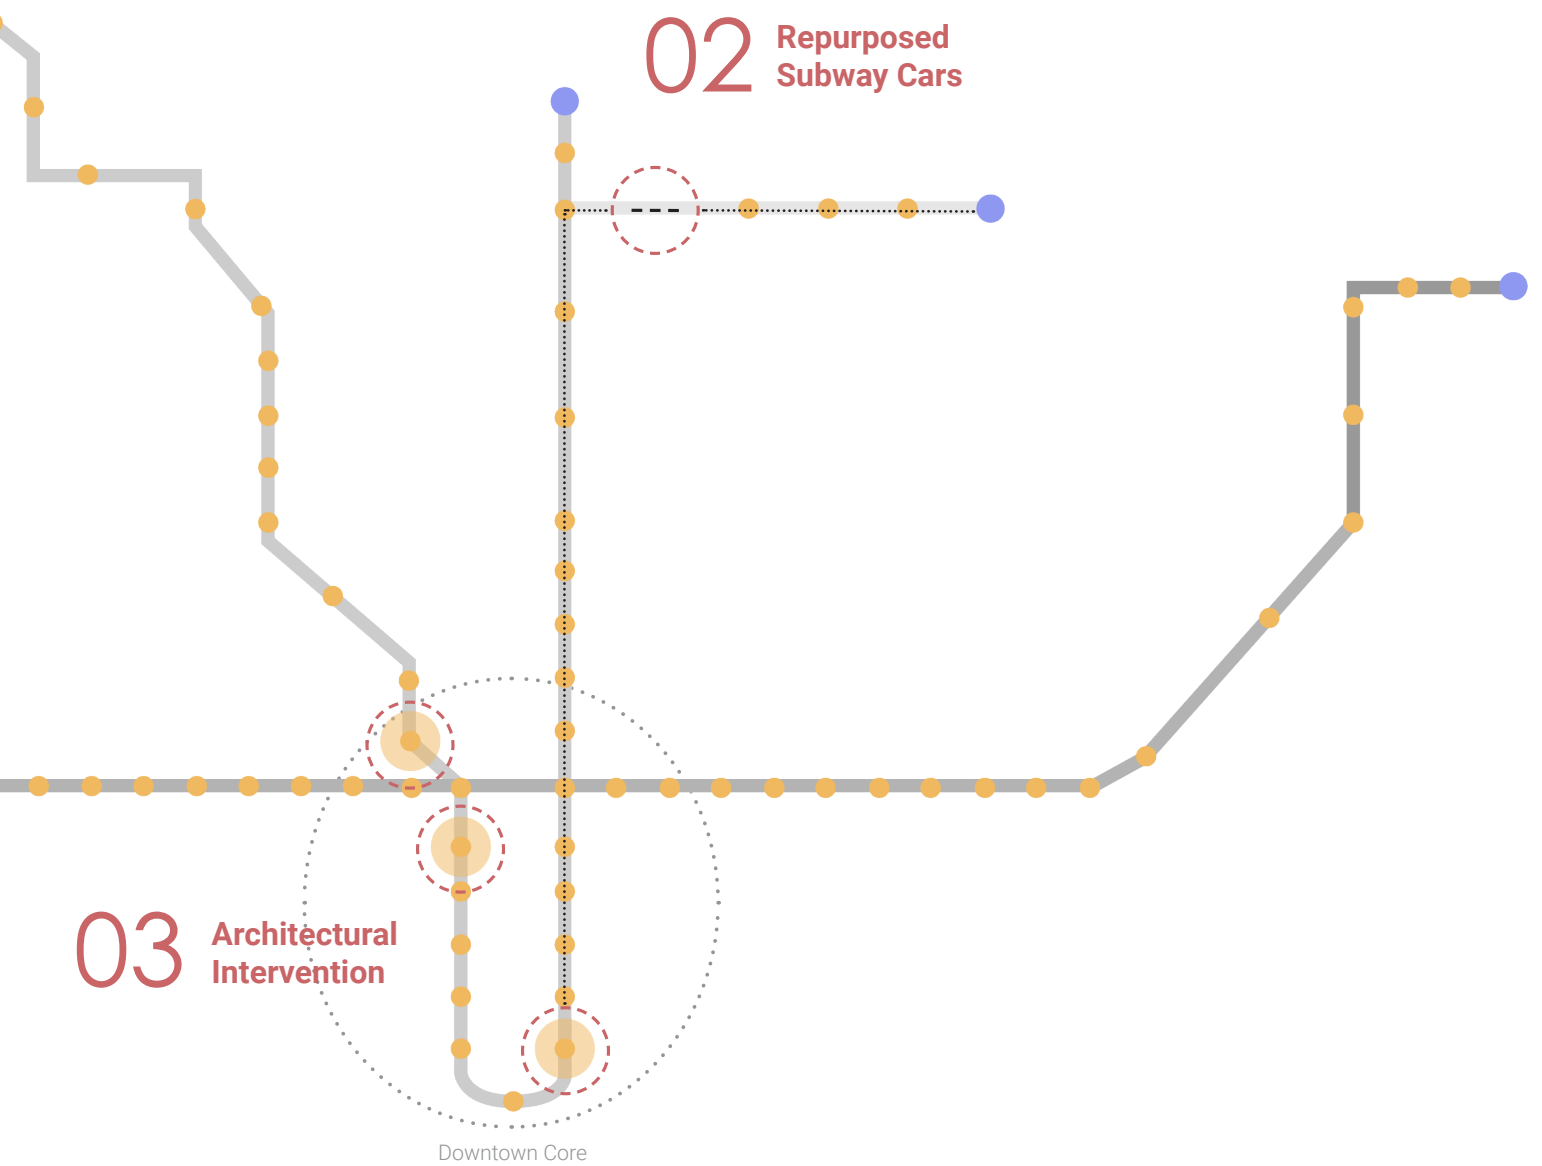 02 Repurposed
Subway Cars
03 Architectural
Intervention
Downtown Core